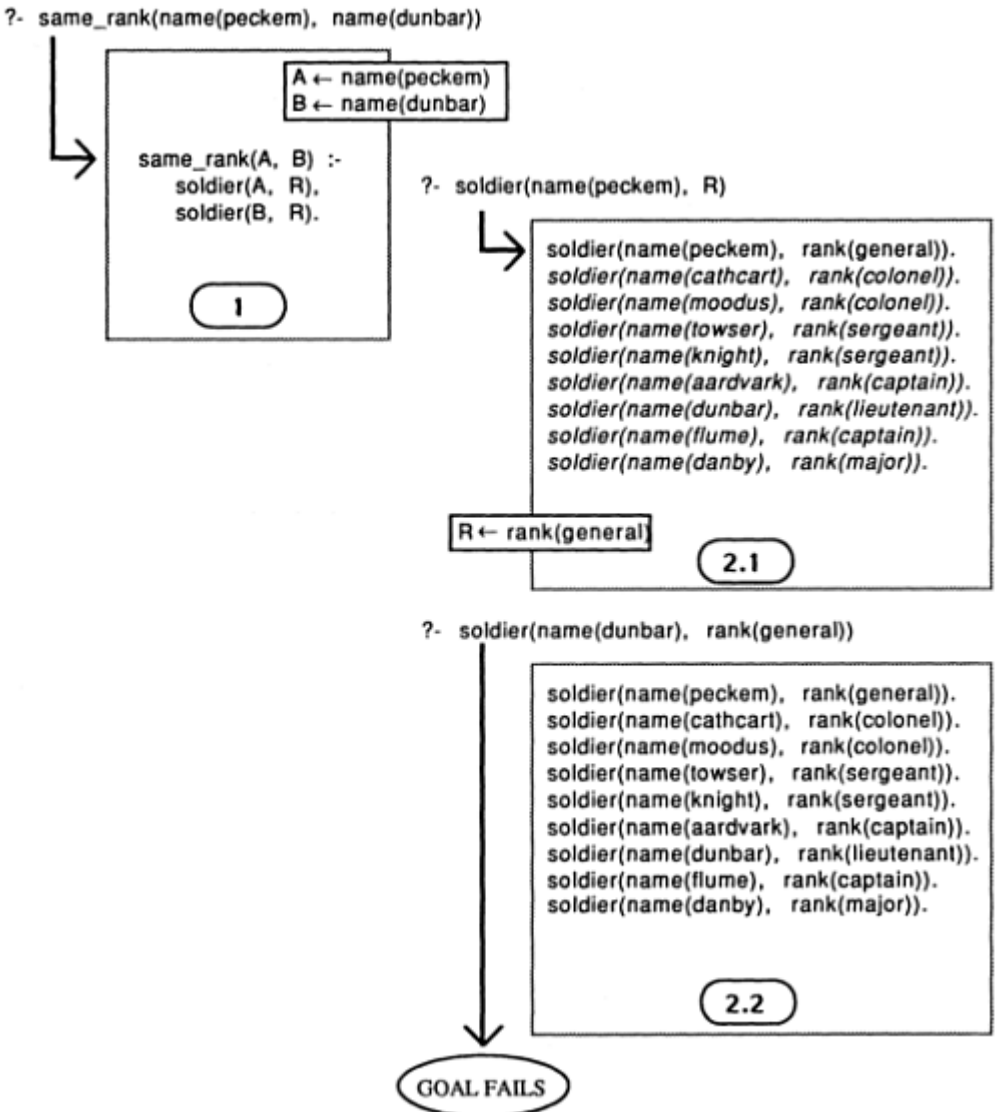 ?- same_rank(name(peckem), name(dunbar))
A ← name(peckem)
B ← name(dunbar)
same_rank(A, B) :-
soldier(A, R),
soldier(B, R).
1
?- soldier(name(peckem), R)
soldier(name(peckem), rank(general)).
soldier(name(cathcart), rank(colonel)).
soldier(name(moodus), rank(colonel)).
soldier(name(towser), rank(sergeant)).
soldier(name(knight), rank(sergeant)).
soldier(name(aardvark), rank(captain)).
soldier(name(dunbar), rank(lieutenant)).
soldier(name(flume), rank(captain)).
soldier(name(danby), rank(major)).
R ← rank(general)
2.1
?- soldier(name(dunbar), rank(general))
soldier(name(peckem), rank(general)).
soldier(name(cathcart), rank(colonel)).
soldier(name(moodus), rank(colonel)).
soldier(name(towser), rank(sergeant)).
soldier(name(knight), rank(sergeant)).
soldier(name(aardvark), rank(captain)).
soldier(name(dunbar), rank(lieutenant)).
soldier(name(flume), rank(captain)).
soldier(name(danby), rank(major)).
2.2
GOAL FAILS